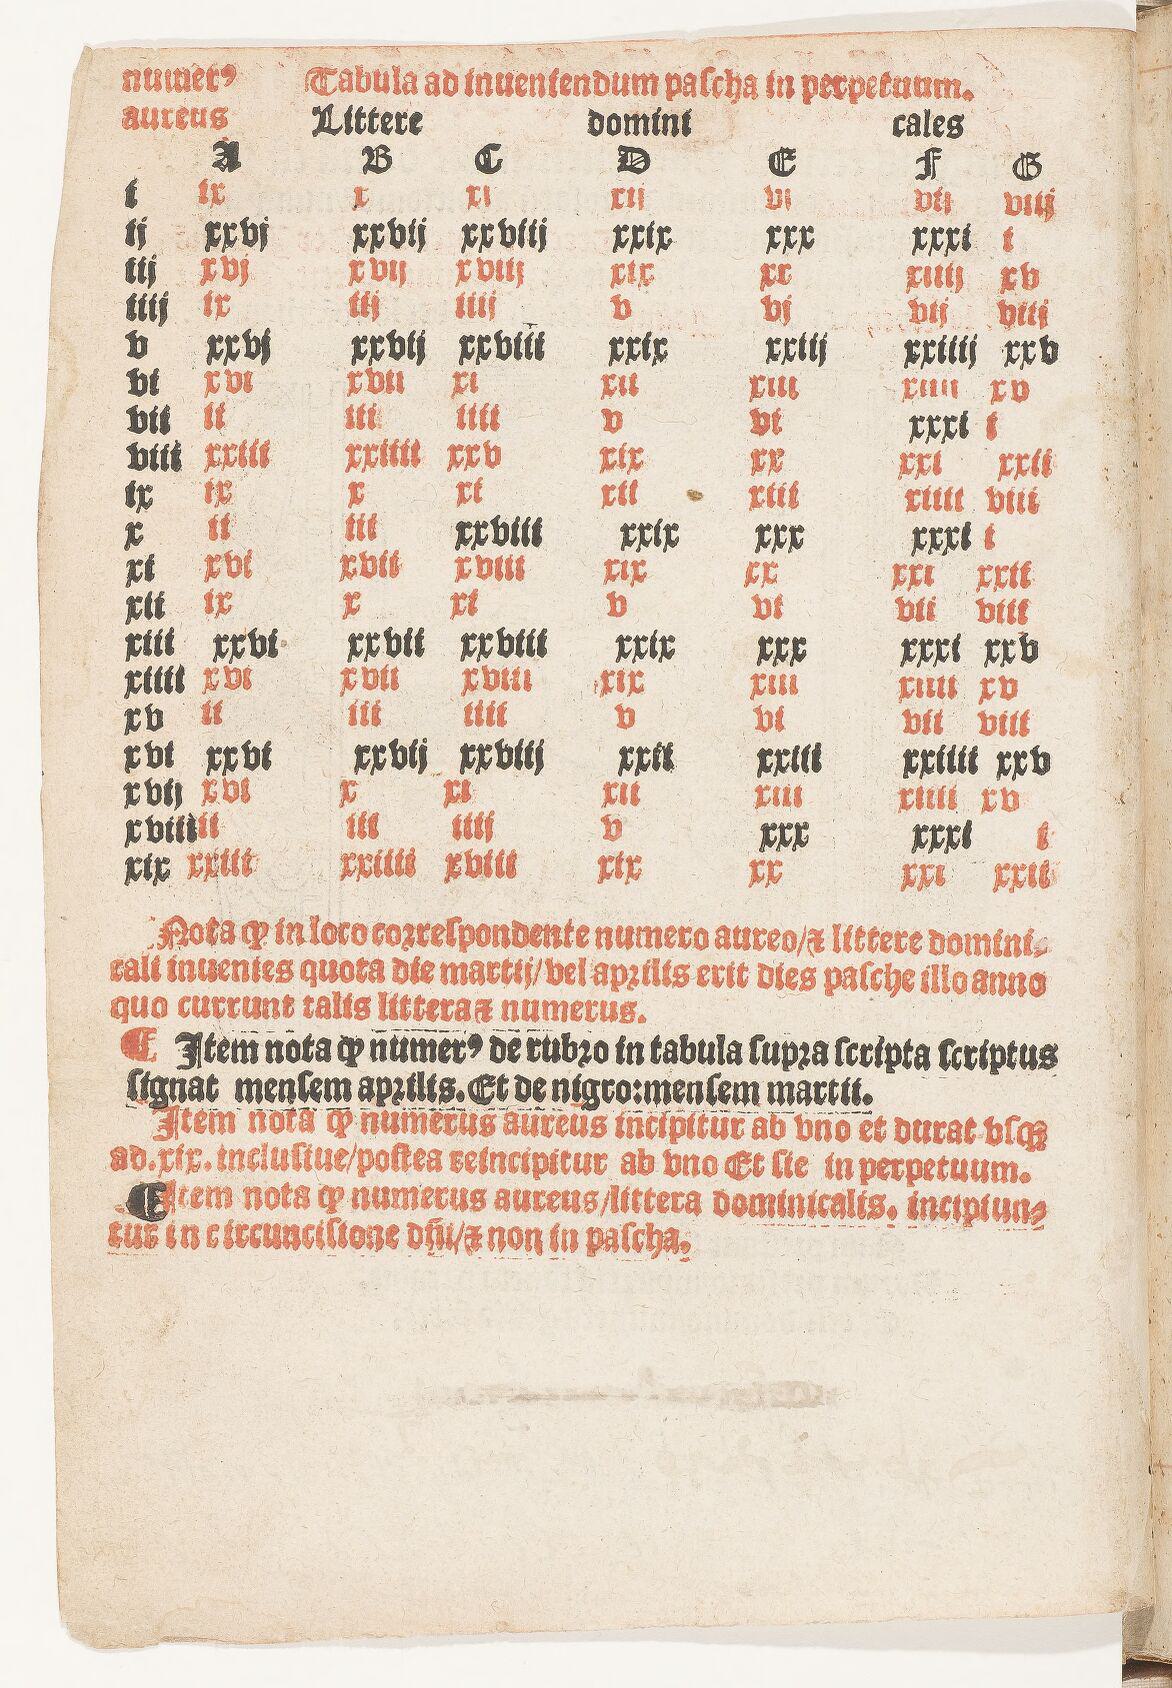 numerꝰ Tabula ad inueniendum pascha in perpetuum.
aureus Littere domini cales
A B C D E F G
i ix x xi xij vi vii viij
ij xxvj xxvij xxviij xxix xxx xxxi i
iij xvj xvij xviij xix xx xiiij xv
iiij ix iij iiij v vj vij viij
v xxvj xxvij xxviii xxix xxiij xxiiij xxv
vi xvi xvii xi xii xiii xiiii xv
vii ii iii iiii v vi xxxi i
viii xxiii xxiiii xxv xix xx xxi xxii
ix ix x xi xii xiii xiiii viii
x ii iii xxviii xxix xxx xxxi i
xi xvi xvii xviii xix xx xxi xxii
xii ix x xi v vi vii viii
xiii xxvi xxvii xxviii xxix xxx xxxi xxv
xiiii xvi xvii xviii xix xiii xiiii xv
xv ii iii iiii v vi vii viii
xvi xxvi xxvij xxviij xxii xxiii xxiiii xxv
xvij xvi x xi xii xiii xiiii xv
xviii ii iii iiij v xxx xxxi i
xix xxiii xxiiii xviii xix xx xxi xxii
Nota ꝙ in loco correspondente numero aureo/⁊ littere domini⸗
cali inuenies quota die martij/vel aprilis erit dies pasche illo anno
quo currunt talis littera⁊ numerus.
¶ Item nota ꝙ numerꝰ de rubro in tabula supra scripta scriptus
signat mensem aprilis. Et de nigro: mensem martii.
Item nota ꝙ numerus aureus incipitur ab vno et durat vsqꝫ
ad.xix. inclusiue/postea reincipitur ab vno Et sic in perpetuum.
¶ Item nota ꝙ numerus aureus/littera dominicalis. incipiun⸗
tur in circuncisione dn̄i/⁊ non in pascha.